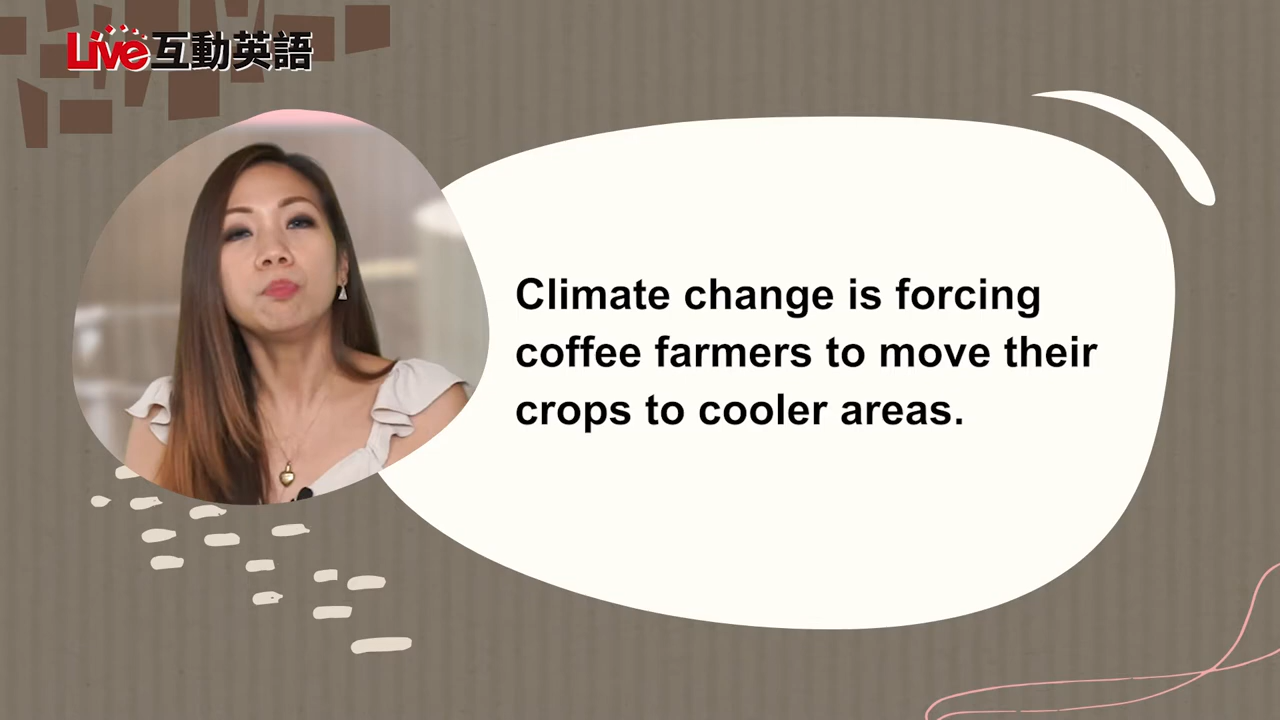 Live互動英語
Climate change is forcing
coffee farmers to move their
crops to cooler areas.